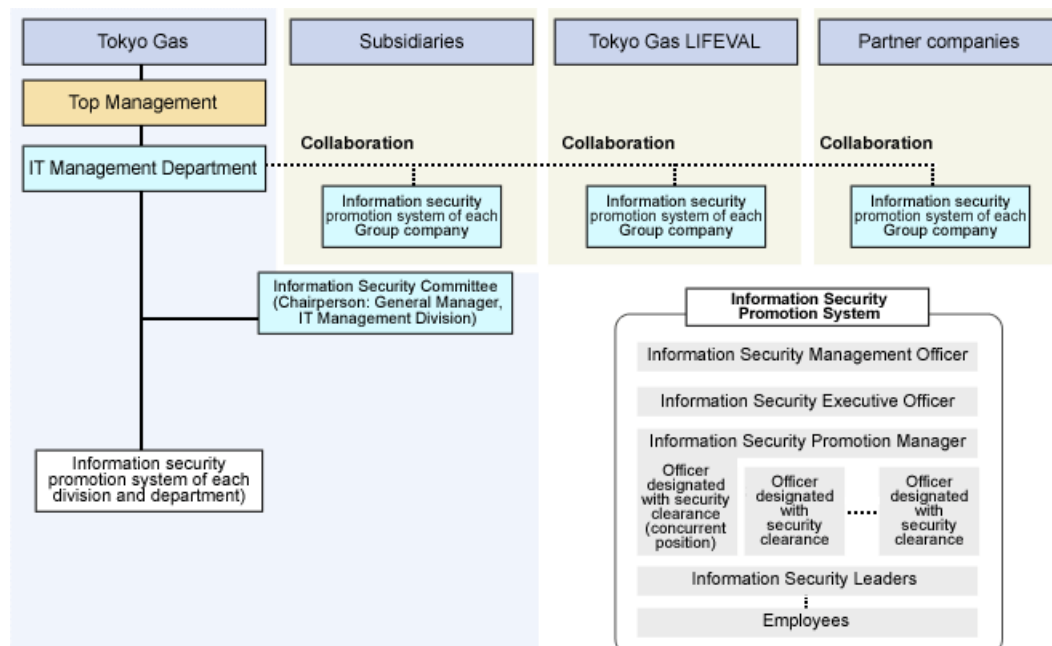 Tokyo Gas
Subsidiaries
Tokyo Gas LIFEVAL
Partner companies
Top Management
IT Management Department
Collaboration
Collaboration
Collaboration
Information security
promotion system of each
Group company
Information security
promotion system of each
Group company
Information security
promotion system of each
Group company
Information Security Committee
(Chairperson: General Manager,
IT Management Division)
Information security
promotion system of each
division and department)
Information Security
Promotion System
Information Security Management Officer
Information Security Executive Officer
Information Security Promotion Manager
Officer
designated
with security
clearance
(concurrent
position)
Officer
designated
with
security
clearance
Officer
designated
with
security
clearance
Information Security Leaders
Employees